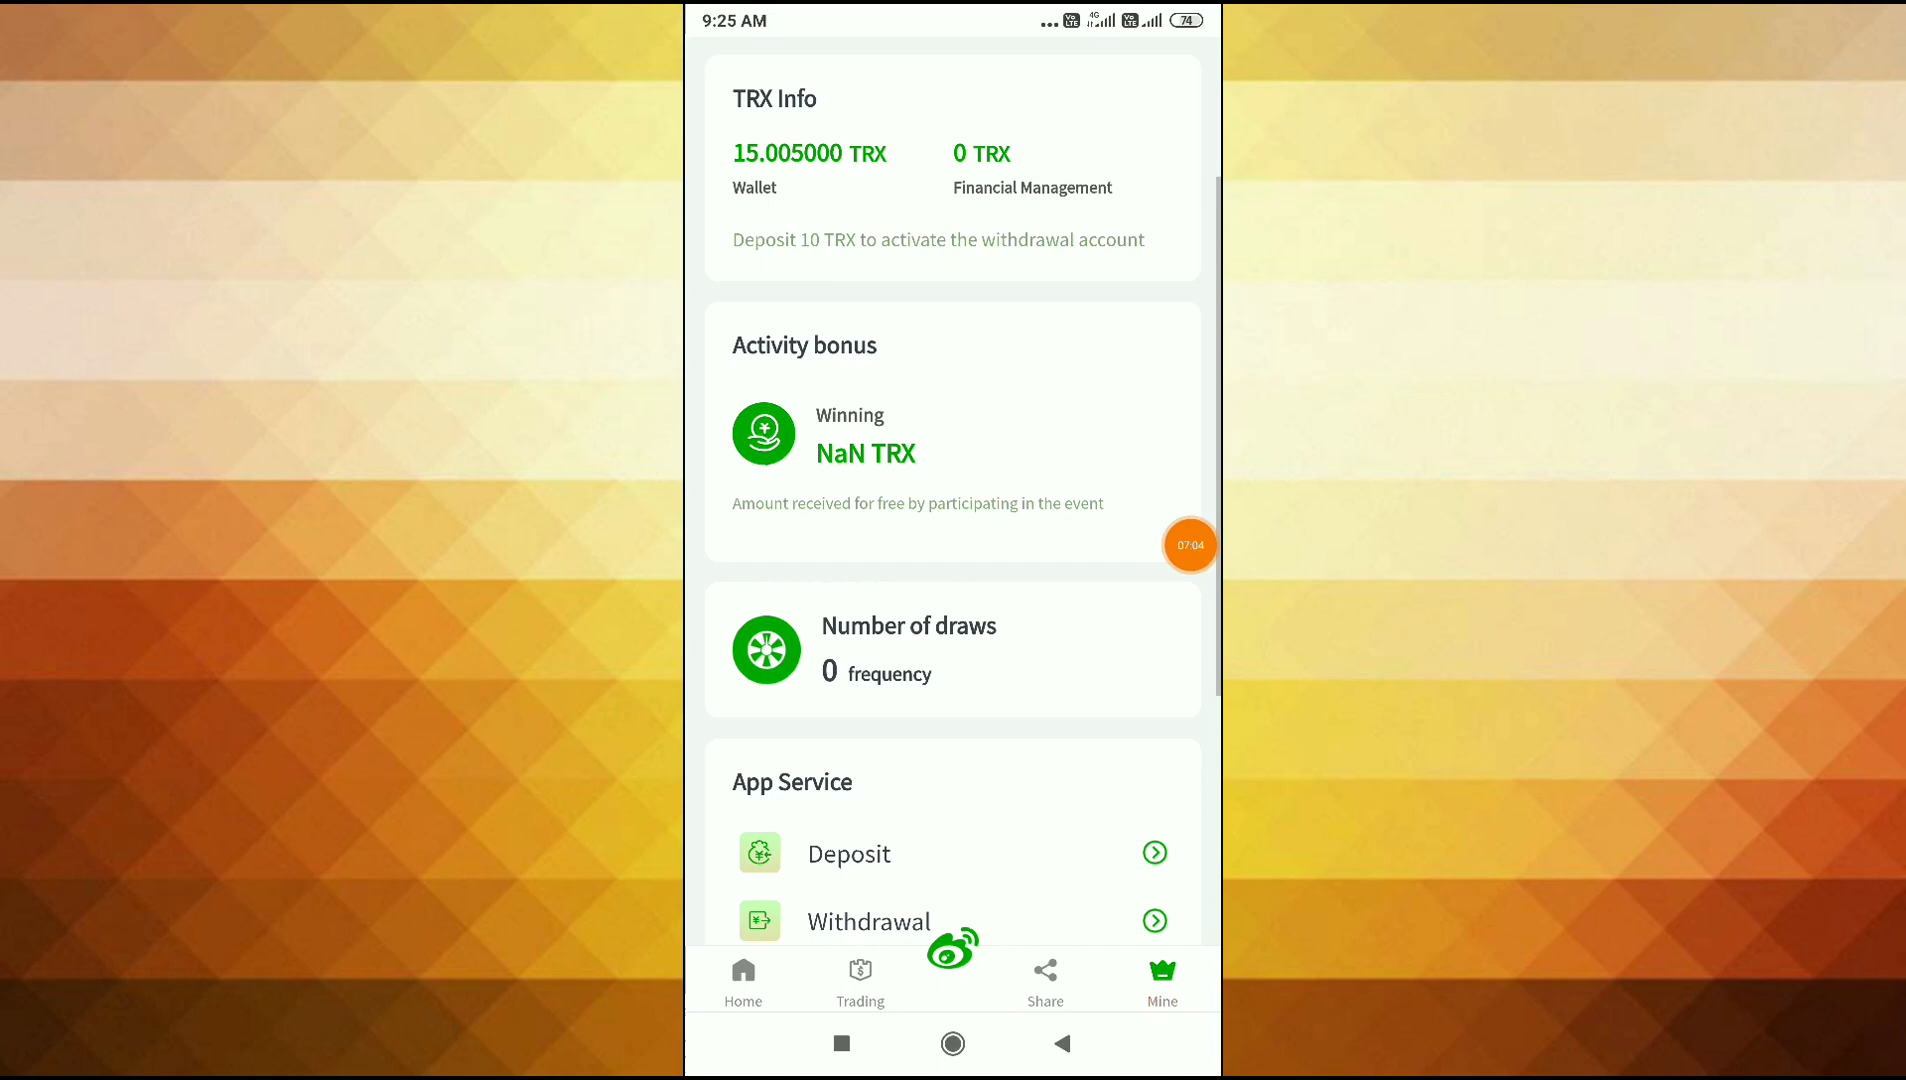 9:25 AM
4G
74
TRX Info
15.005000 TRX 0 TRX
Wallet Financial Management
Deposit 10 TRX to activate the withdrawal account
Activity bonus
Winning
NaN TRX
Amount received for free by participating in the event
07:04
Number of draws
0 frequency
App Service
Deposit
Withdrawal
Home Trading Share Mine